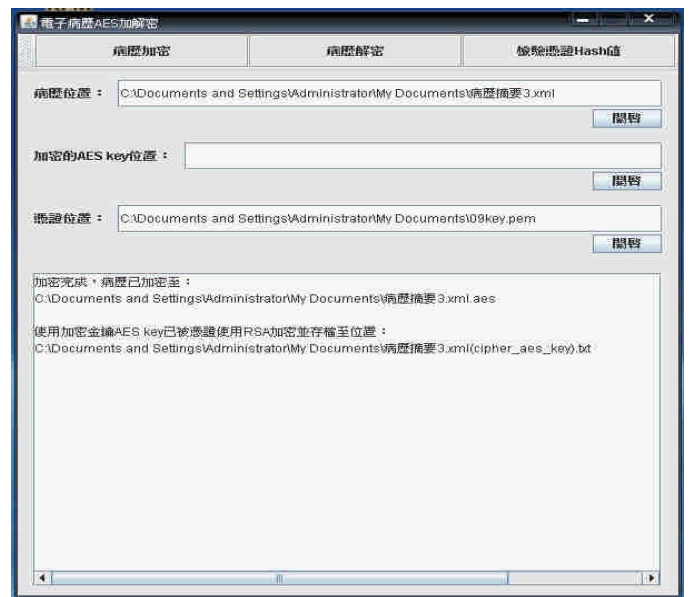 電子病歷AES加解密
病歷加密 病歷解密 檢驗憑證Hash值
病歷位置： C:\Documents and Settings\Administrator\My Documents\病歷摘要3.xml
開啓
加密的AES key位置：
開啓
憑證位置： C:\Documents and Settings\Administrator\My Documents\09key.pem
開啓
加密完成，病歷已加密至：
C:\Documents and Settings\Administrator\My Documents\病歷摘要3.xml.aes
使用加密金鑰AES key已被憑證使用RSA加密並存檔至位置：
C:\Documents and Settings\Administrator\My Documents\病歷摘要3.xml(cipher_aes_key).txt